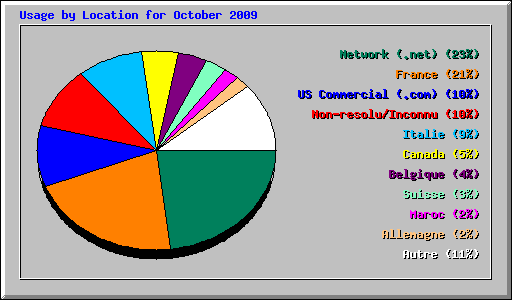 Usage by Location for October 2009
Network (.net) (23%)
France (21%)
US Commercial (.com) (10%)
Non-resolu/Inconnu (10%)
Italie (9%)
Canada (5%)
Belgique (4%)
Suisse (3%)
Maroc (2%)
Allemagne (2%)
Autre (11%)